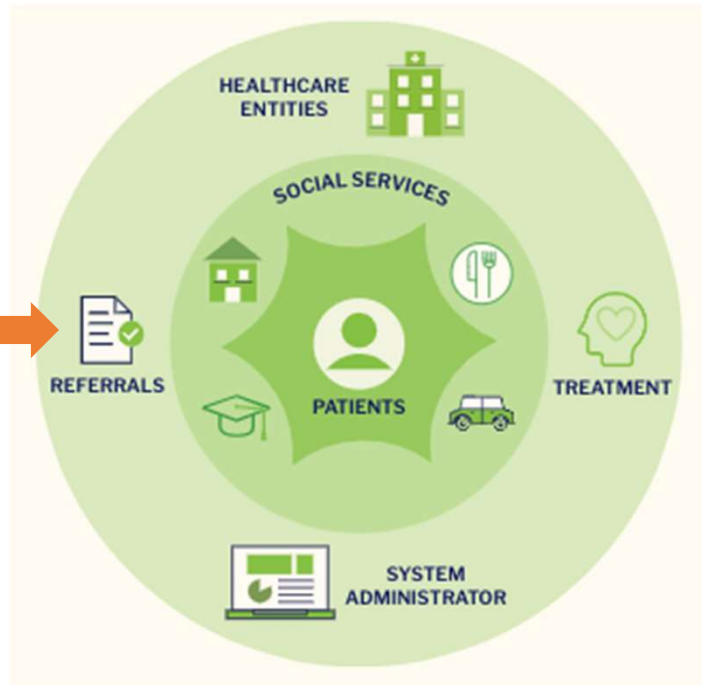 HEALTHCARE
ENTITIES
SOCIAL SERVICES
REFERRALS
PATIENTS
TREATMENT
SYSTEM
ADMINISTRATOR